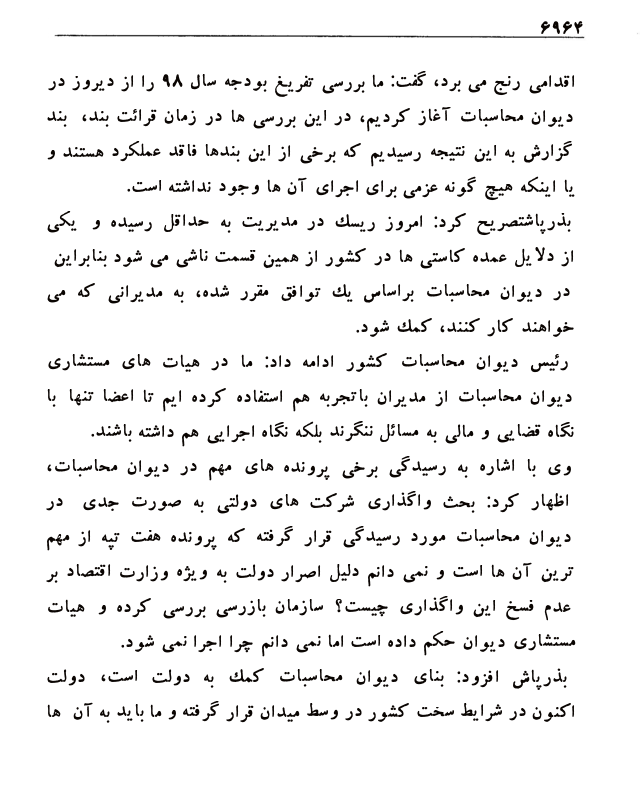 ۶۹۶۴
اقدامی رنج می برد، گفت: ما بررسی تفریغ بودجه سال ۹۸ را از دیروز در
دیوان محاسبات آغاز کردیم، در این بررسی ها در زمان قرائت بند، بند
گزارش به این نتیجه رسیدیم که برخی از این بندها فاقد عملکرد هستند و
یا اینکه هیچ گونه عزمی برای اجرای آن ها وجود نداشته است.
بذرپاشتصریح کرد: امروز ریسك در مدیریت به حداقل رسیده و یکی
از دلایل عمده کاستی ها در کشور از همین قسمت ناشی می شود بنابراین
در دیوان محاسبات براساس یك توافق مقرر شده، به مدیرانی که می
خواهند کار کنند، کمك شود.
رئیس دیوان محاسبات کشور ادامه داد: ما در هیات های مستشاری
دیوان محاسبات از مدیران باتجربه هم استفاده کرده ایم تا اعضا تنها با
نگاه قضایی و مالی به مسائل ننگرند بلکه نگاه اجرایی هم داشته باشند.
وی با اشاره به رسیدگی برخی پرونده های مهم در دیوان محاسبات،
اظهار کرد: بحث واگذاری شرکت های دولتی به صورت جدی در
دیوان محاسبات مورد رسیدگی قرار گرفته که پرونده هفت تپه از مهم
ترین آن ها است و نمی دانم دلیل اصرار دولت به ویژه وزارت اقتصاد بر
عدم فسخ این واگذاری چیست؟ سازمان بازرسی بررسی کرده و هیات
مستشاری دیوان حکم داده است اما نمی دانم چرا اجرا نمی شود.
بذرپاش افزود: بنای دیوان محاسبات کمك به دولت است، دولت
اکنون در شرایط سخت کشور در وسط میدان قرار گرفته و ما باید به آن ها